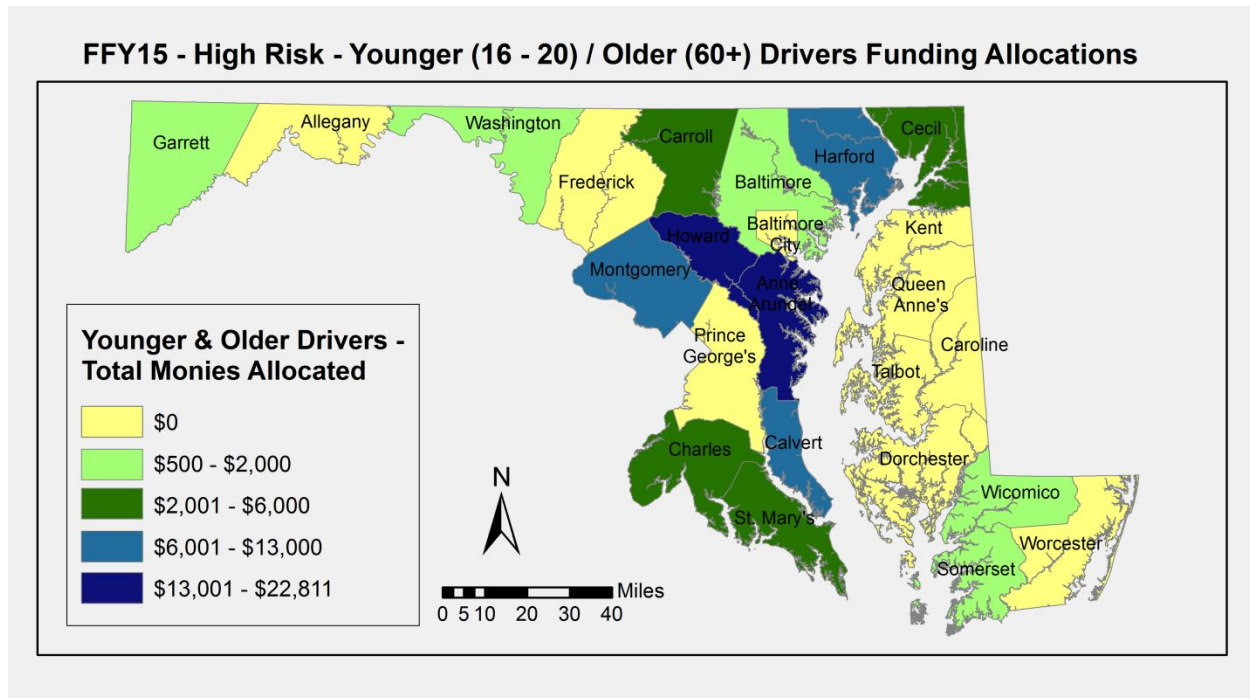 FFY15 - High Risk - Younger (16 - 20) / Older (60+) Drivers Funding Allocations
Garrett
Allegany
Washington
Frederick
Carroll
Baltimore
Baltimore
City
Harford
Cecil
Kent
Howard
Montgomery
Anne
Arundel
Queen
Anne's
Prince
George's
Caroline
Talbot
Calvert
Charles
Dorchester
St. Mary's
Wicomico
Worcester
Somerset
Younger & Older Drivers -
Total Monies Allocated
$0
$500 - $2,000
$2,001 - $6,000
$6,001 - $13,000
$13,001 - $22,811
N
Miles
0 5 10 20 30 40